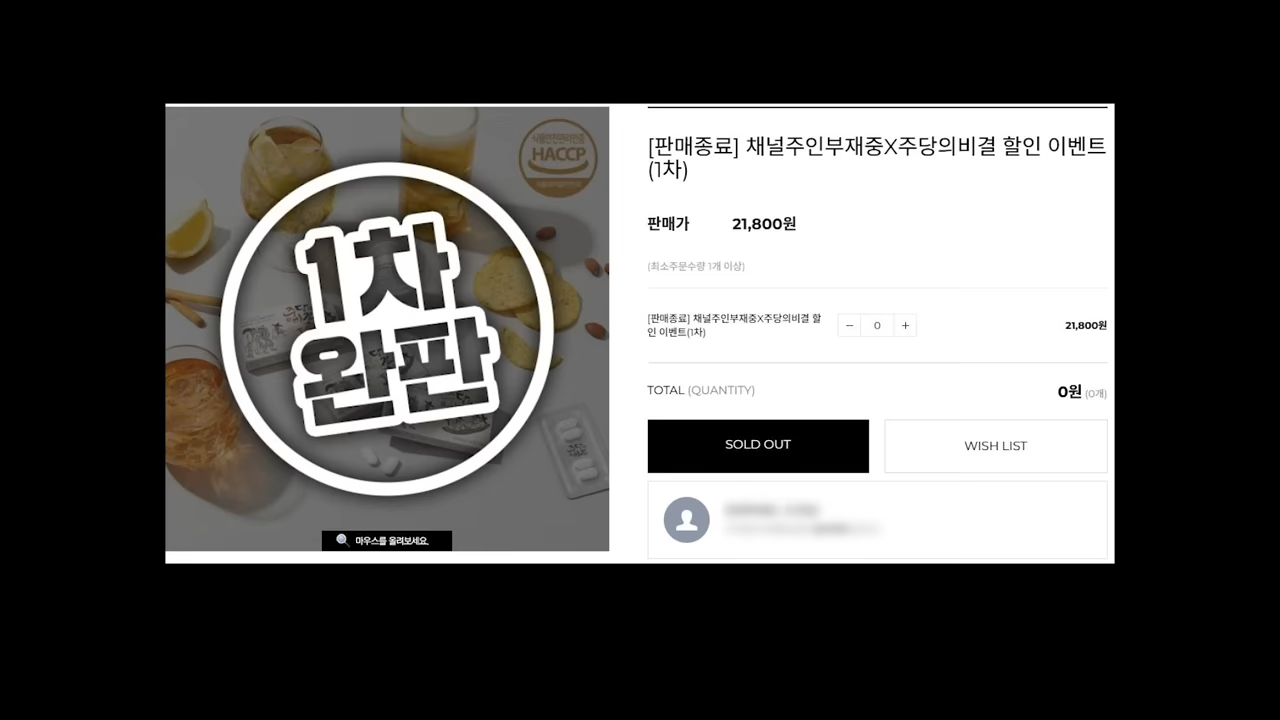 HACCP
1차
완판
마우스를 올려보세요.
[판매종료] 채널주인부재중X주당의비결 할인 이벤트
(1차)
판매가 21,800원
(최소주문수량 1개 이상)
[판매종료] 채널주인부재중X주당의비결 할
인 이벤트(1차)
− 0 +
21,800원
TOTAL (QUANTITY) 0원 (0개)
SOLD OUT
WISH LIST